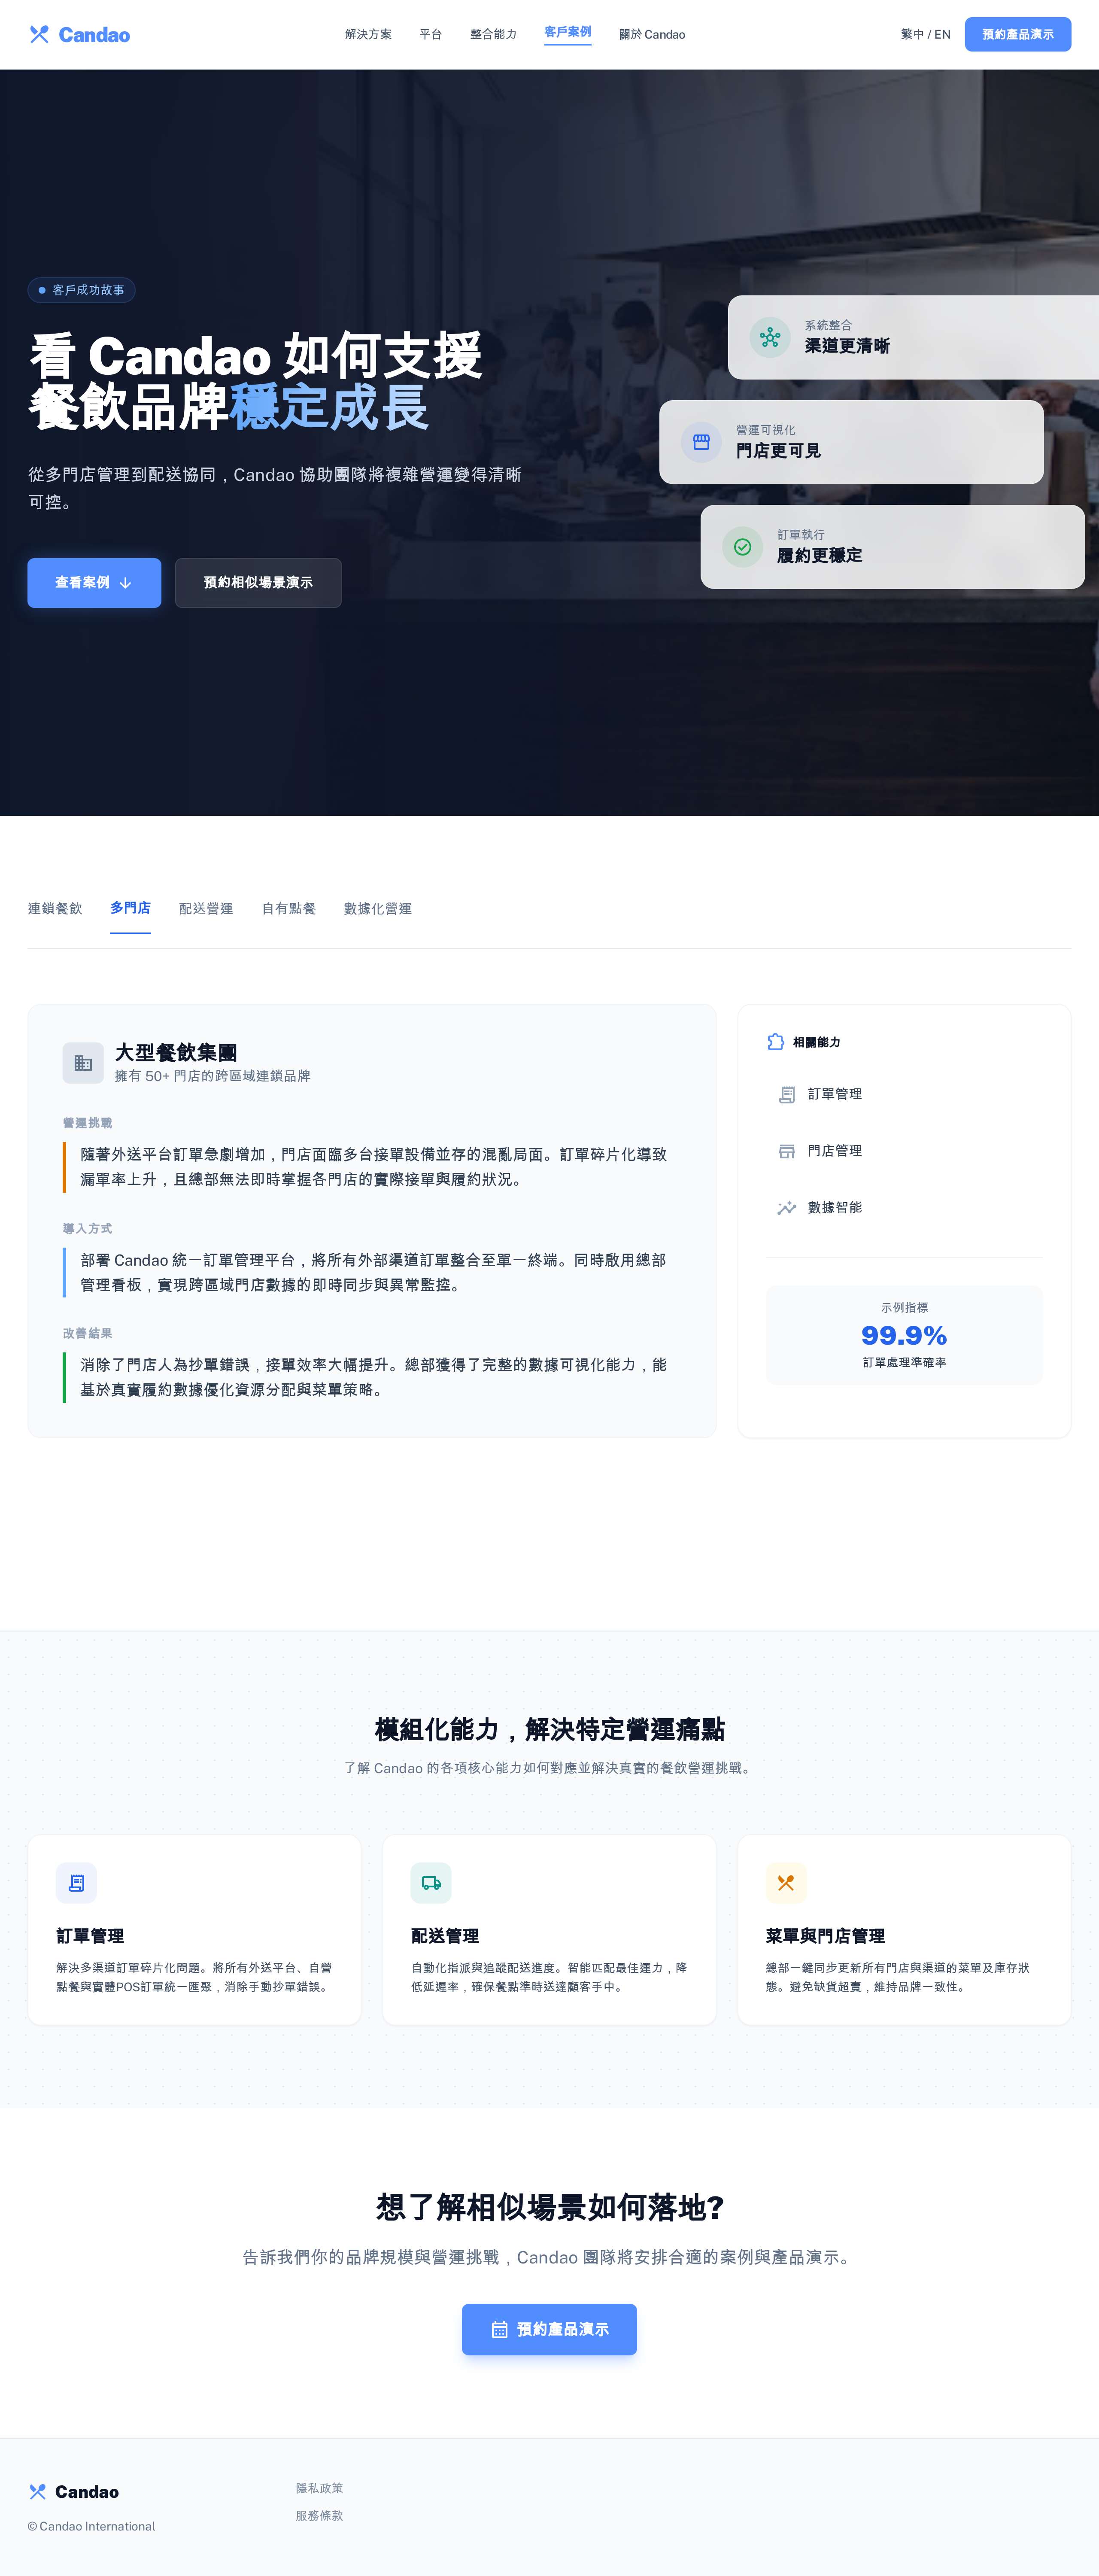 Candao
解決方案
平台
整合能力
客戶案例
關於 Candao
繁中 / EN
預約產品演示
客戶成功故事
看 Candao 如何支援
餐飲品牌穩定成長
從多門店管理到配送協同，Candao 協助團隊將複雜營運變得清晰
可控。
查看案例
預約相似場景演示
系統整合
渠道更清晰
營運可視化
門店更可見
訂單執行
履約更穩定
連鎖餐飲
多門店
配送營運
自有點餐
數據化營運
大型餐飲集團
擁有 50+ 門店的跨區域連鎖品牌
營運挑戰
隨著外送平台訂單急劇增加，門店面臨多台接單設備並存的混亂局面。訂單碎片化導致
漏單率上升，且總部無法即時掌握各門店的實際接單與履約狀況。
導入方式
部署 Candao 統一訂單管理平台，將所有外部渠道訂單整合至單一終端。同時啟用總部
管理看板，實現跨區域門店數據的即時同步與異常監控。
改善結果
消除了門店人為抄單錯誤，接單效率大幅提升。總部獲得了完整的數據可視化能力，能
基於真實履約數據優化資源分配與菜單策略。
相關能力
訂單管理
門店管理
數據智能
示例指標
99.9%
訂單處理準確率
模組化能力，解決特定營運痛點
了解 Candao 的各項核心能力如何對應並解決真實的餐飲營運挑戰。
訂單管理
解決多渠道訂單碎片化問題。將所有外送平台、自營
點餐與實體POS訂單統一匯聚，消除手動抄單錯誤。
配送管理
自動化指派與追蹤配送進度。智能匹配最佳運力，降
低延遲率，確保餐點準時送達顧客手中。
菜單與門店管理
總部一鍵同步更新所有門店與渠道的菜單及庫存狀
態。避免缺貨超賣，維持品牌一致性。
想了解相似場景如何落地?
告訴我們你的品牌規模與營運挑戰，Candao 團隊將安排合適的案例與產品演示。
預約產品演示
Candao
© Candao International
隱私政策
服務條款